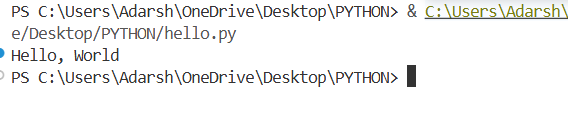 PS C:\Users\Adarsh\OneDrive\Desktop\PYTHON> & C:\Users\Adarsh\
e/Desktop/PYTHON/hello.py
Hello, World
PS C:\Users\Adarsh\OneDrive\Desktop\PYTHON>